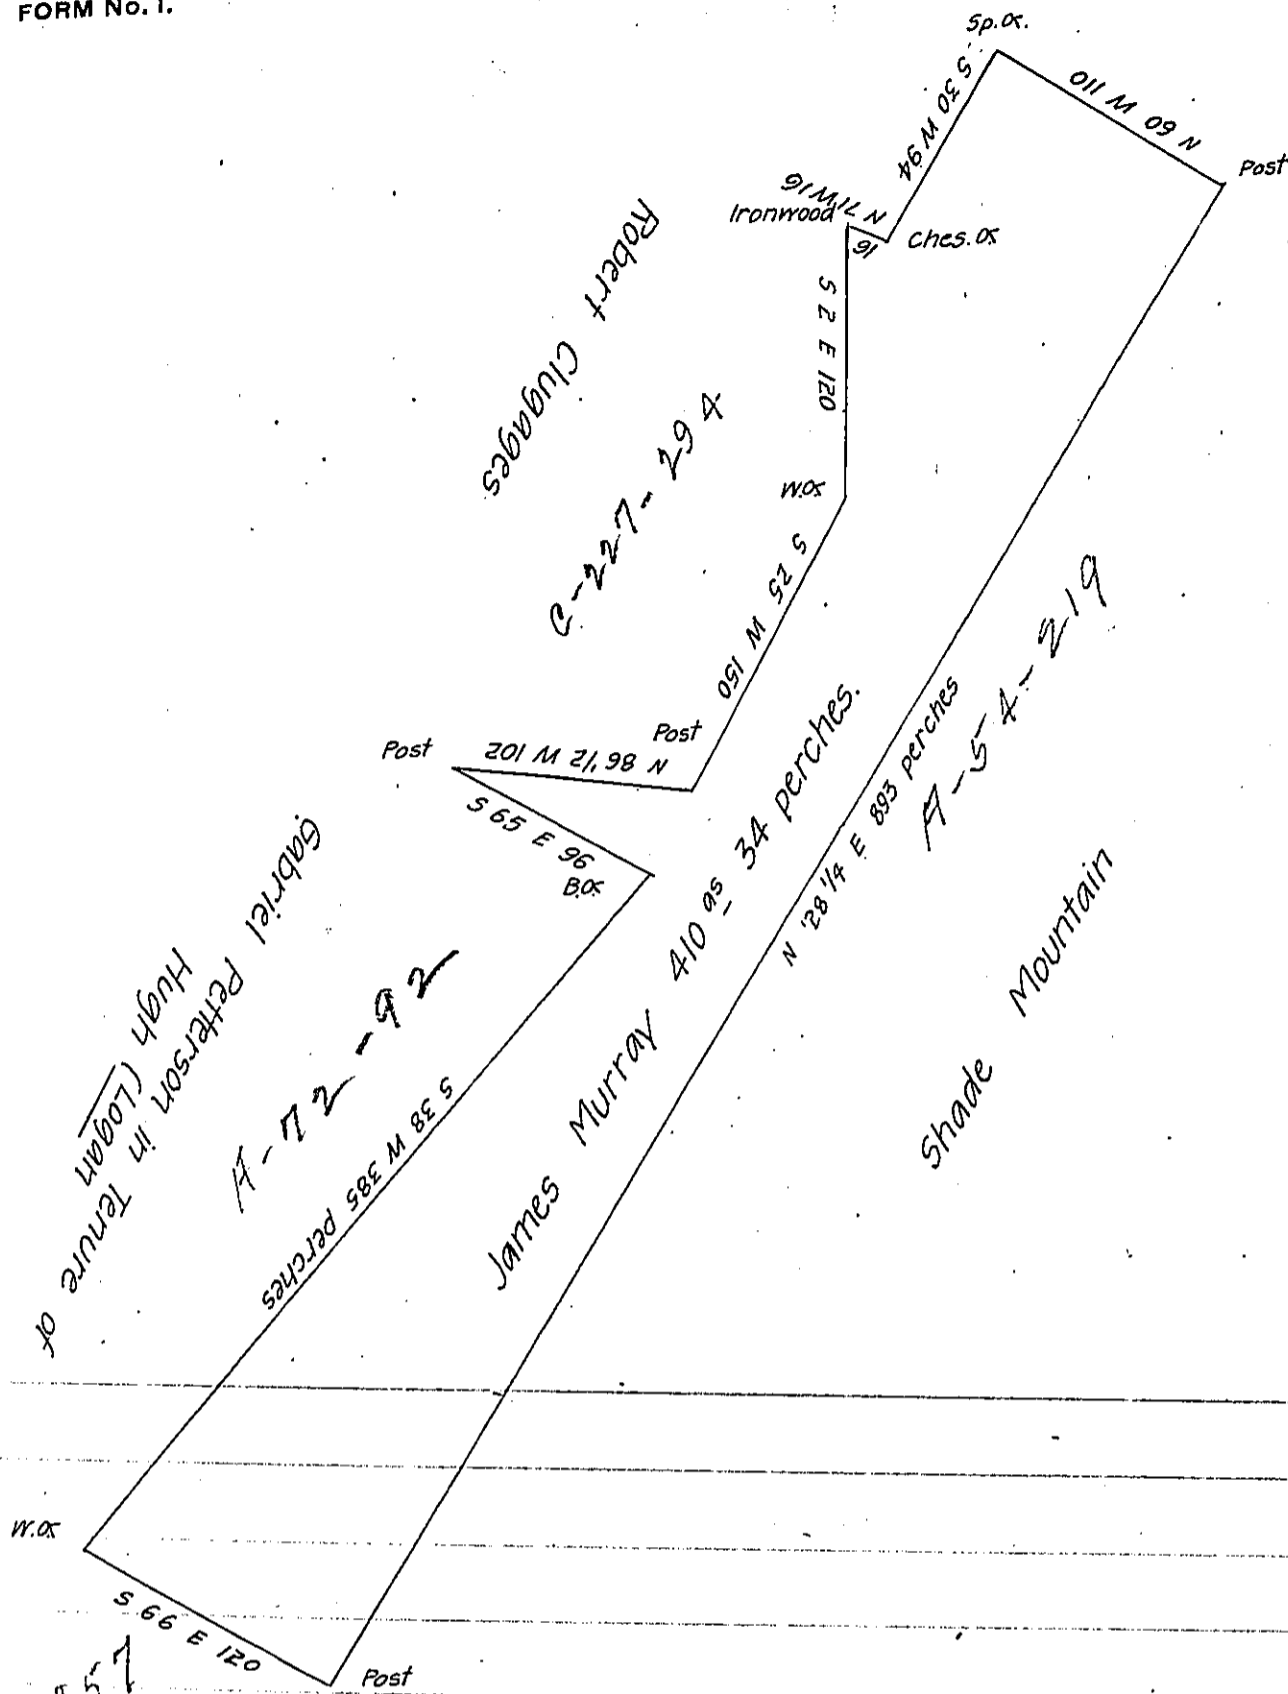 FORM No. 1.
Sp.O.
N 60 W 110
Post
S 30 W 94
Ches.O.
N 71 W 16
16
Ironwood
S 2 E 120
W.O.
Robert Clugages
C-227-294
S 25 W 150
Post
N 86 1/2 W 102
Post
S 65 E 96
B.O.
Gabriel Petterson in Tenure of
Hugh (Logan
A-72-92
S 38 W 385 perches
James Murray 410 as 34 perches.
N 28 1/4 E 893 perches
A-54-219
Shade Mountain
W.O.
S 66 E 120
Post